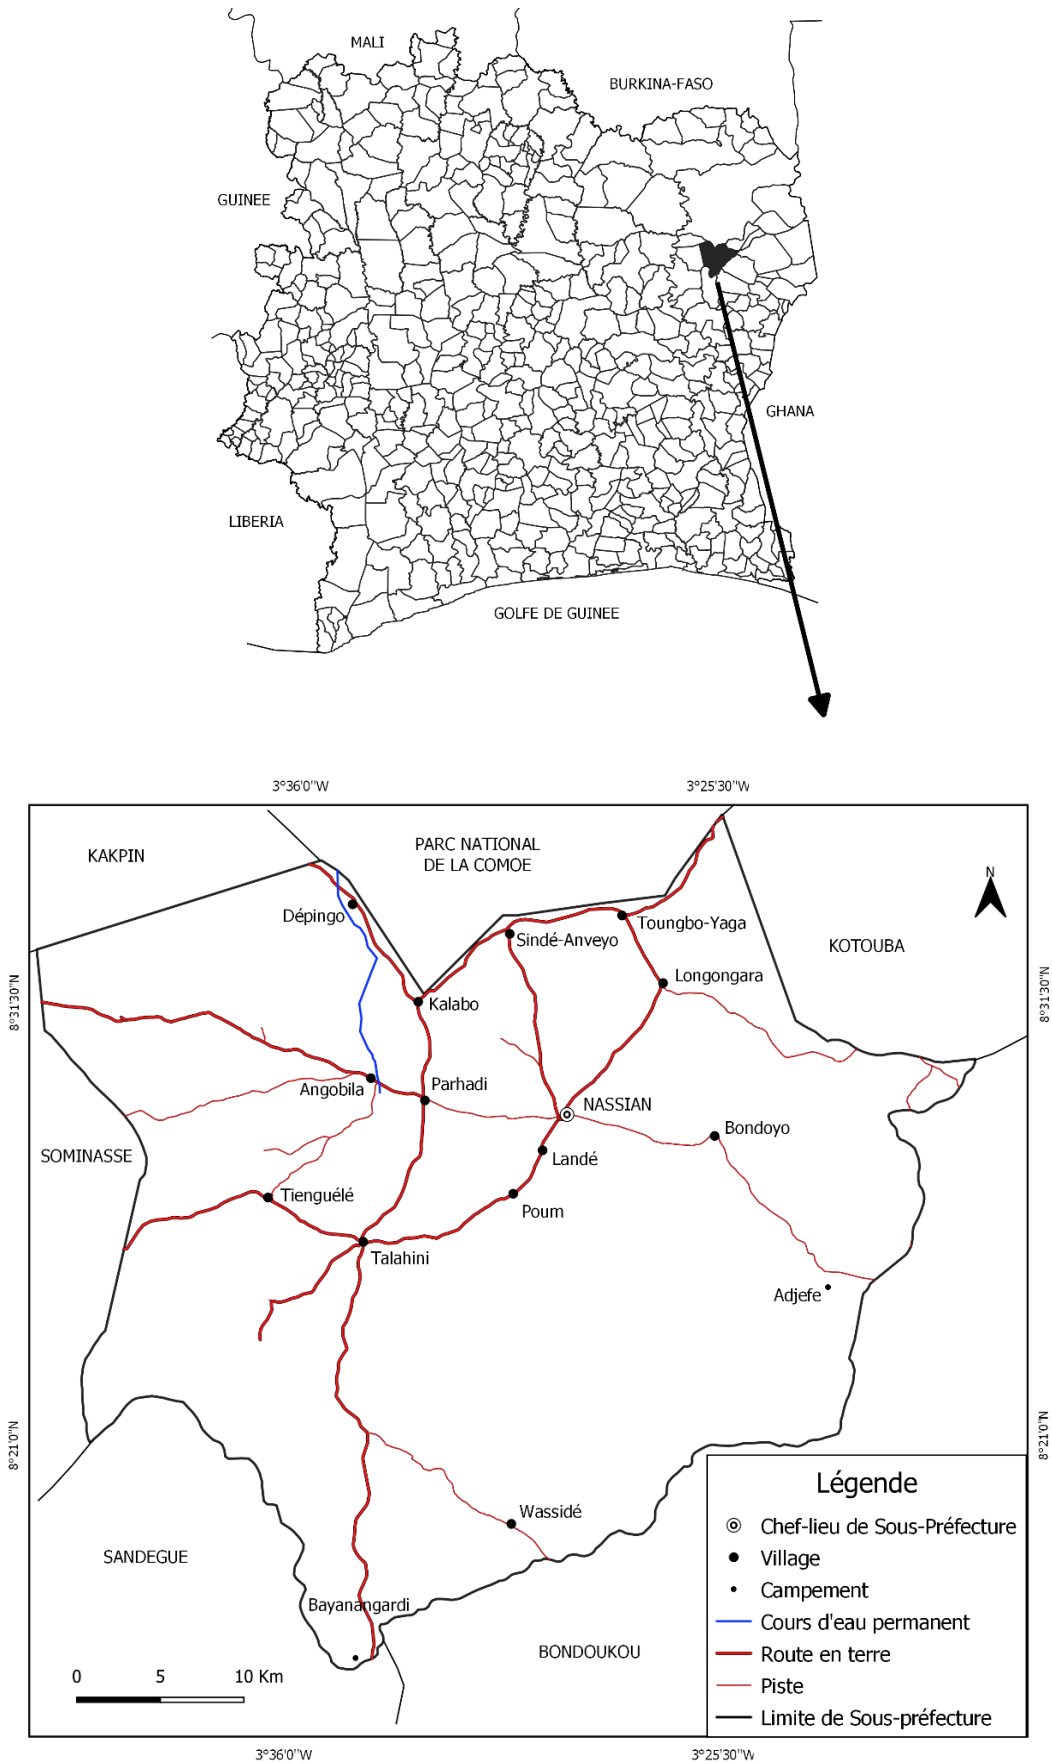 MALI
BURKINA-FASO
GUINEE
GHANA
LIBERIA
GOLFE DE GUINEE
3°36'0"W
3°25'30"W
KAKPIN
PARC NATIONAL
DE LA COMOE
N
Dépingo
Toungbo-Yaga
Sindé-Anveyo
KOTOUBA
Longongara
8°31'30"N
8°31'30"N
Kalabo
Angobila
Parhadi
NASSIAN
Bondoyo
SOMINASSE
Landé
Tienguélé
Poum
Talahini
Adjefe
8°21'0"N
8°21'0"N
Wassidé
SANDEGUE
Bayanangardi
BONDOUKOU
0 5 10 Km
Légende
Chef-lieu de Sous-Préfecture
Village
Campement
Cours d'eau permanent
Route en terre
Piste
Limite de Sous-préfecture
3°36'0"W
3°25'30"W